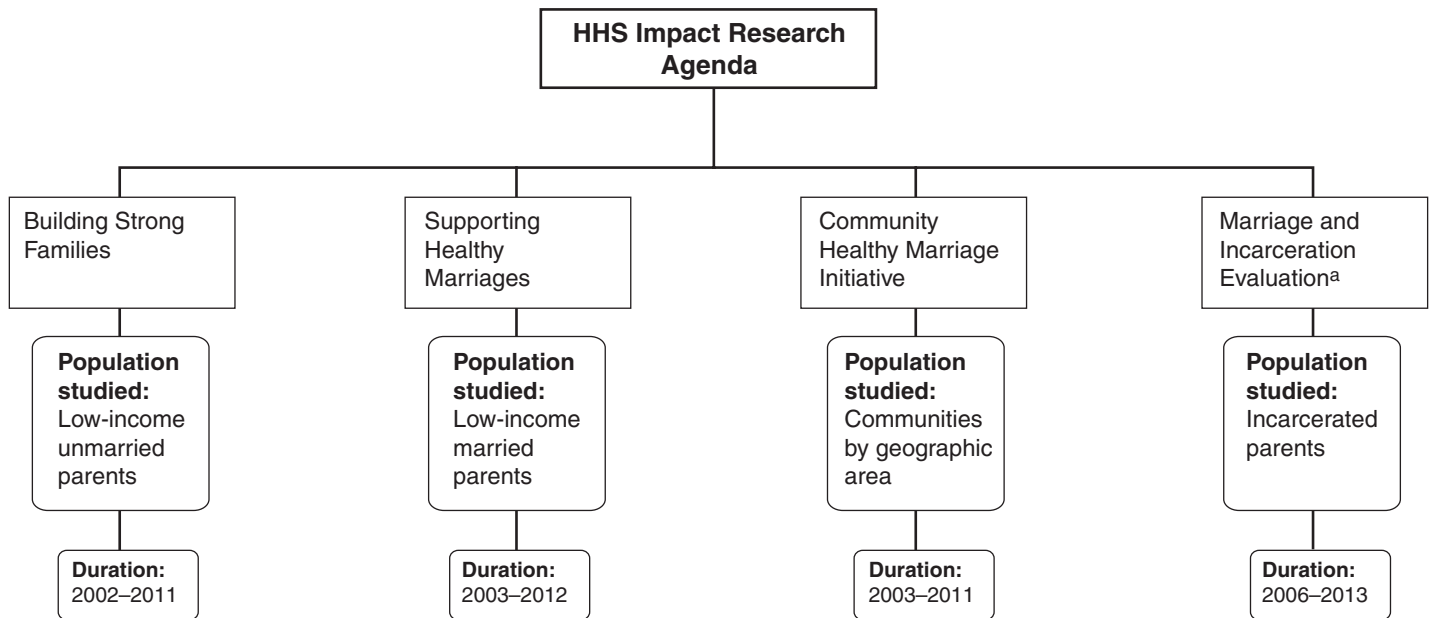 HHS Impact Research
Agenda
Building Strong
Families
Supporting
Healthy
Marriages
Community
Healthy Marriage
Initiative
Marriage and
Incarceration
Evaluationa
Population
studied:
Low-income
unmarried
parents
Population
studied:
Low-income
married
parents
Population
studied:
Communities
by geographic
area
Population
studied:
Incarcerated
parents
Duration:
2002–2011
Duration:
2003–2012
Duration:
2003–2011
Duration:
2006–2013